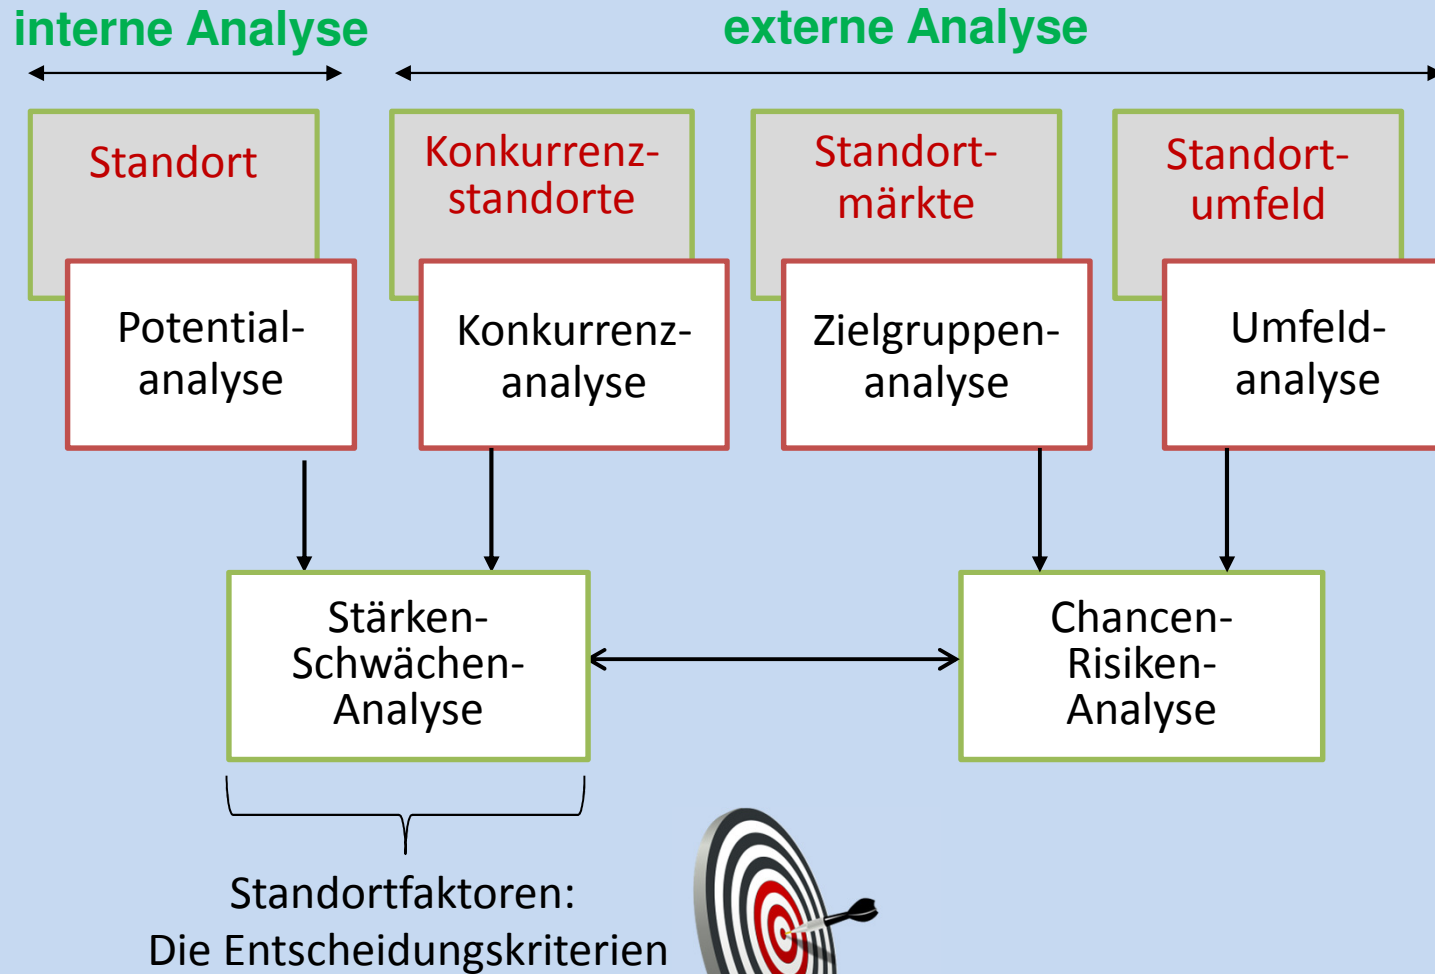 interne Analyse
externe Analyse
Standort
Konkurrenz-
standorte
Standort-
märkte
Standort-
umfeld
Potential-
analyse
Konkurrenz-
analyse
Zielgruppen-
analyse
Umfeld-
analyse
Stärken-
Schwächen-
Analyse
Chancen-
Risiken-
Analyse
Standortfaktoren:
Die Entscheidungskriterien